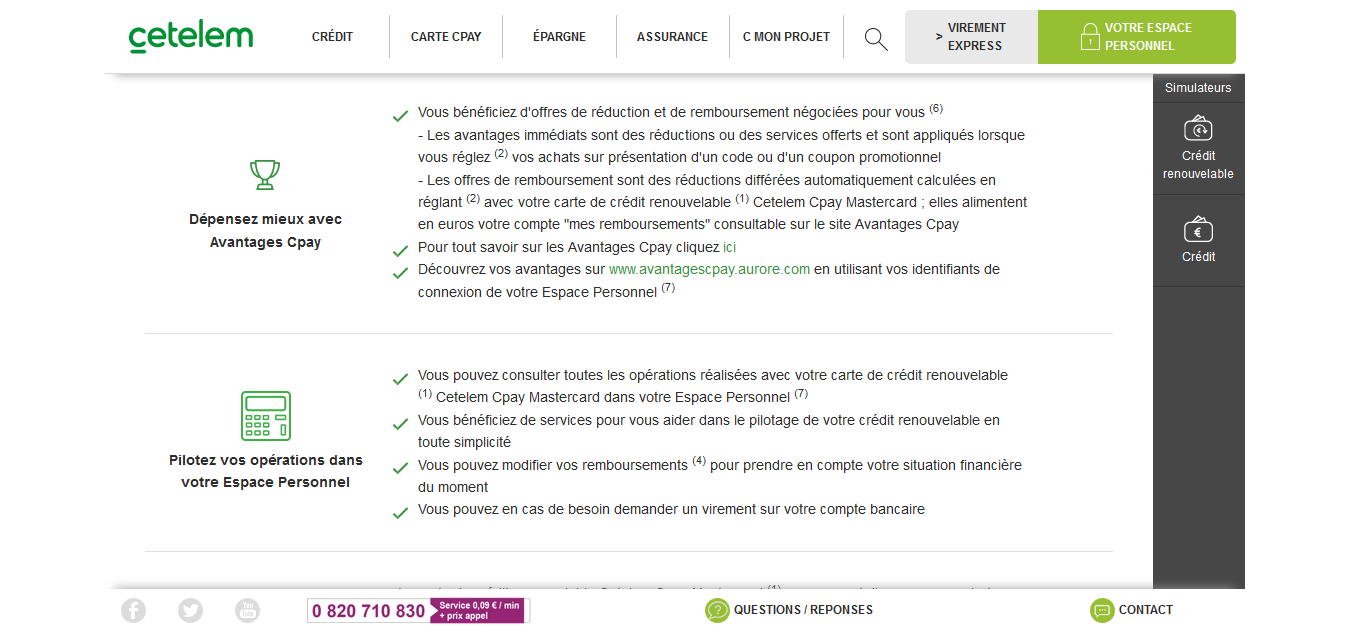 cetelem
CRÉDIT
CARTE CPAY
ÉPARGNE
ASSURANCE
C MON PROJET
> VIREMENT
EXPRESS
VOTRE ESPACE
PERSONNEL
Simulateurs
Crédit
renouvelable
Crédit
Dépensez mieux avec
Avantages Cpay
Vous bénéficiez d'offres de réduction et de remboursement négociées pour vous (6)
- Les avantages immédiats sont des réductions ou des services offerts et sont appliqués lorsque
vous réglez (2) vos achats sur présentation d'un code ou d'un coupon promotionnel
- Les offres de remboursement sont des réductions différées automatiquement calculées en
réglant (2) avec votre carte de crédit renouvelable (1) Cetelem Cpay Mastercard ; elles alimentent
en euros votre compte "mes remboursements" consultable sur le site Avantages Cpay
Pour tout savoir sur les Avantages Cpay cliquez ici
Découvrez vos avantages sur www.avantagescpay.aurore.com en utilisant vos identifiants de
connexion de votre Espace Personnel (7)
Pilotez vos opérations dans
votre Espace Personnel
Vous pouvez consulter toutes les opérations réalisées avec votre carte de crédit renouvelable
(1) Cetelem Cpay Mastercard dans votre Espace Personnel (7)
Vous bénéficiez de services pour vous aider dans le pilotage de votre crédit renouvelable en
toute simplicité
Vous pouvez modifier vos remboursements (4) pour prendre en compte votre situation financière
du moment
Vous pouvez en cas de besoin demander un virement sur votre compte bancaire
You Tube
0 820 710 830
Service 0,09 € / min
+ prix appel
QUESTIONS / REPONSES
CONTACT